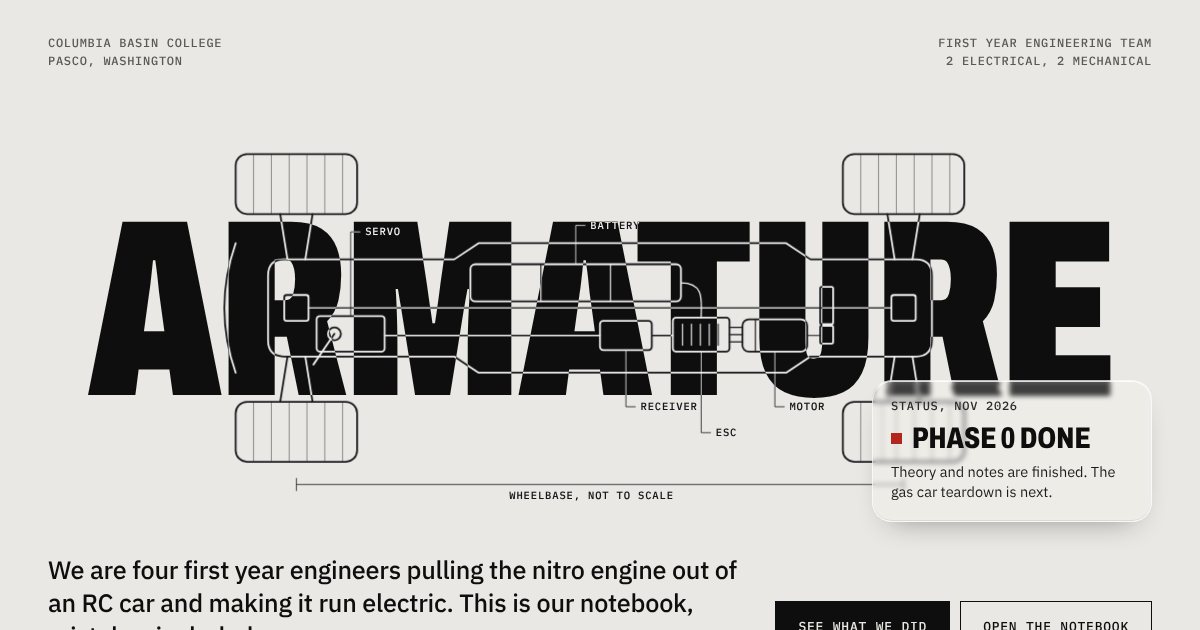 COLUMBIA BASIN COLLEGE
PASCO, WASHINGTON
FIRST YEAR ENGINEERING TEAM
2 ELECTRICAL, 2 MECHANICAL
ARMATURE
SERVO
BATTERY
RECEIVER
MOTOR
ESC
WHEELBASE, NOT TO SCALE
STATUS, NOV 2026
PHASE 0 DONE
Theory and notes are finished. The
gas car teardown is next.
We are four first year engineers pulling the nitro engine out of
an RC car and making it run electric. This is our notebook,
SEE WHAT WE DID
OPEN THE NOTEBOOK